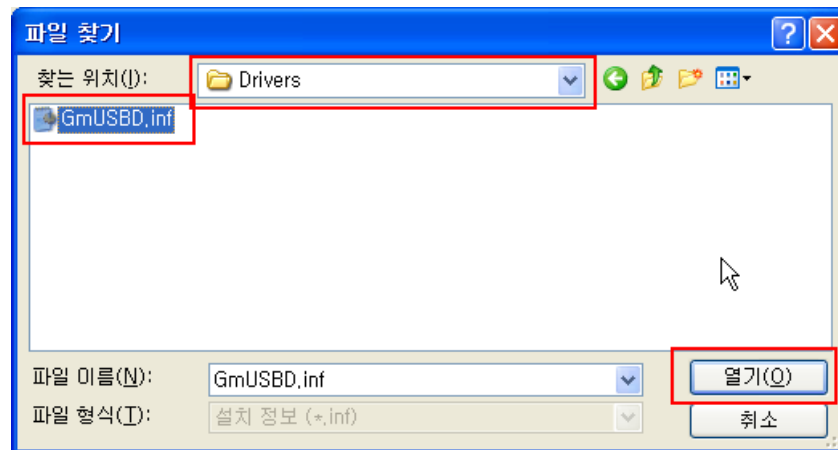 파일 찾기
찾는 위치(I): Drivers
GmUSBD.inf
파일 이름(N): GmUSBD.inf 열기(O)
파일 형식(T): 설치 정보 (*.inf) 취소